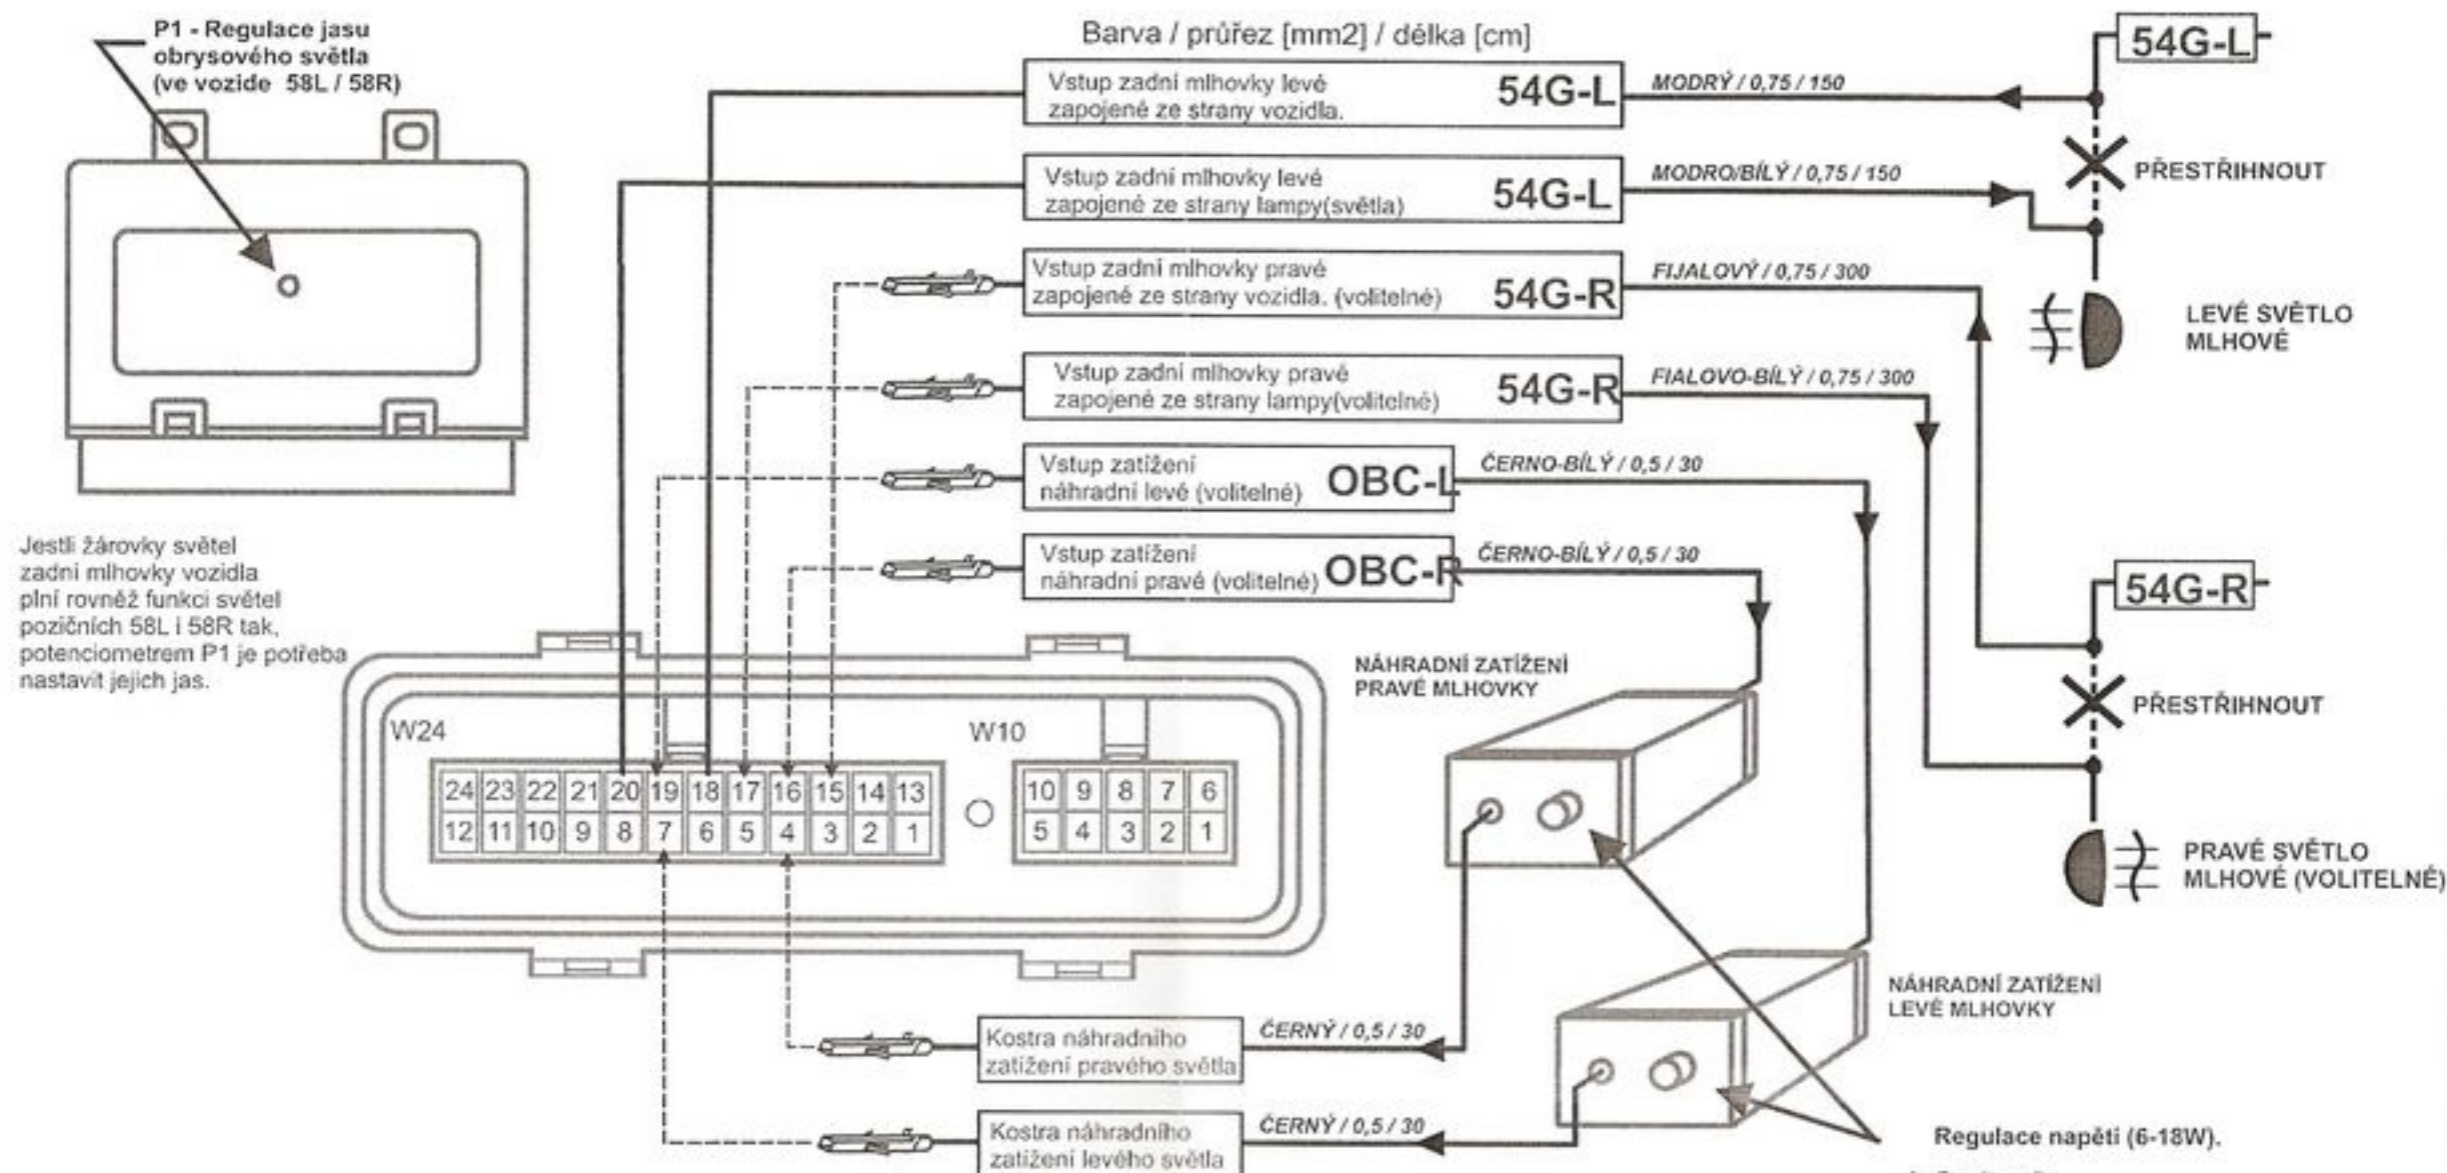 P1 - Regulace jasu
obrysového světla
(ve vozide 58L / 58R)
Barva / průřez [mm2] / délka [cm]
Vstup zadní mlhovky levé
zapojené ze strany vozidla.
54G-L
MODRÝ / 0,75 / 150
54G-L
Vstup zadní mlhovky levé
zapojené ze strany lampy(světla)
54G-L
MODRO/BÍLÝ / 0,75 / 150
PŘESTŘIHNOUT
Vstup zadní mlhovky pravé
zapojené ze strany vozidla. (volitelné)
54G-R
FIJALOVÝ / 0,75 / 300
LEVÉ SVĚTLO
MLHOVÉ
Vstup zadní mlhovky pravé
zapojené ze strany lampy(volitelné)
54G-R
FIALOVO-BÍLÝ / 0,75 / 300
Vstup zatížení
náhradní levé (volitelné)
OBC-L
ČERNO-BÍLÝ / 0,5 / 30
Vstup zatížení
náhradní pravé (volitelné)
OBC-R
ČERNO-BÍLÝ / 0,5 / 30
54G-R
Jestli žárovky světel
zadní mlhovky vozidla
plní rovněž funkci světel
pozičních 58L i 58R tak,
potenciometrem P1 je potřeba
nastavit jejich jas.
NÁHRADNÍ ZATÍŽENÍ
PRAVÉ MLHOVKY
PŘESTŘIHNOUT
W24
W10
24 23 22 21 20 19 18 17 16 15 14 13
12 11 10 9 8 7 6 5 4 3 2 1
10 9 8 7 6
5 4 3 2 1
PRAVÉ SVĚTLO
MLHOVÉ (VOLITELNÉ)
NÁHRADNÍ ZATÍŽENÍ
LEVÉ MLHOVKY
Kostra náhradního
zatížení pravého světla
ČERNÝ / 0,5 / 30
Kostra náhradního
zatížení levého světla
ČERNÝ / 0,5 / 30
Regulace napětí (6-18W).